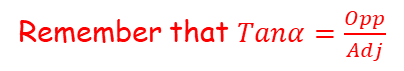 Remember that Tanα = Opp/Adj